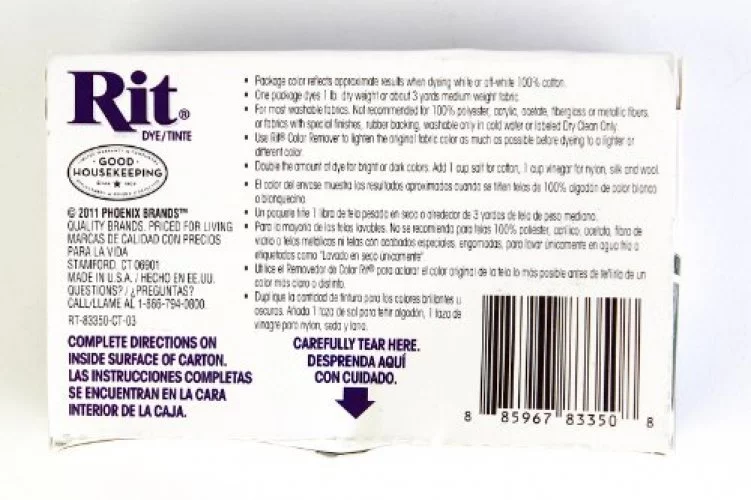 Rit®
DYE/TINTE
GOOD
HOUSEKEEPING
© 2011 PHOENIX BRANDS™
QUALITY BRANDS. PRICED FOR LIVING
MARCAS DE CALIDAD CON PRECIOS
PARA LA VIDA
STAMFORD, CT 06901
MADE IN U.S.A. / HECHO EN EE.UU.
QUESTIONS? / ¿PREGUNTAS?
CALL/LLAME AL 1-866-794-0800.
RT-83350-CT-03
COMPLETE DIRECTIONS ON
INSIDE SURFACE OF CARTON.
LAS INSTRUCCIONES COMPLETAS
SE ENCUENTRAN EN LA CARA
INTERIOR DE LA CAJA.
• Package color reflects approximate results when dyeing white or off-white 100% cotton.
• One package dyes 1 lb. dry weight or about 3 yards medium weight fabric.
• For most washable fabrics. Not recommended for 100% polyester, acrylic, acetate, fiberglass or metallic fibers,
or fabrics with special finishes, rubber backing, washable only in cold water or labeled Dry Clean Only.
• Use Rit® Color Remover to lighten the original fabric color as much as possible before dyeing to a lighter or
different color.
• Double the amount of dye for bright or dark colors. Add 1 cup salt for cotton, 1 cup vinegar for nylon, silk and wool.
• El color del envase muestra los resultados aproximados cuando se tiñen telas de 100% algodón de color blanco
o blanquecino.
• Un paquete tiñe 1 libra de tela pesada en seco o alrededor de 3 yardas de tela de peso mediano.
• Para la mayoría de las telas lavables. No se recomienda para telas 100% poliester, acrílico, acetato, fibra de
vidrio o telas metálicas ni telas con acabados especiales, engomadas, para lavar únicamente en agua fría o
etiquetados como "Lavado en seco únicamente".
• Utilice el Removedor de Color Rit® para aclarar el color original de la tela lo más posible antes de teñirla de un
color más claro o distinto.
• Duplique la cantidad de tintura para los colores brillantes u
oscuros. Añada 1 taza de sal para teñir algodón, 1 taza de
vinagre para nylon, seda y lana.
CAREFULLY TEAR HERE.
DESPRENDA AQUÍ
CON CUIDADO.
8 85967 83350 8